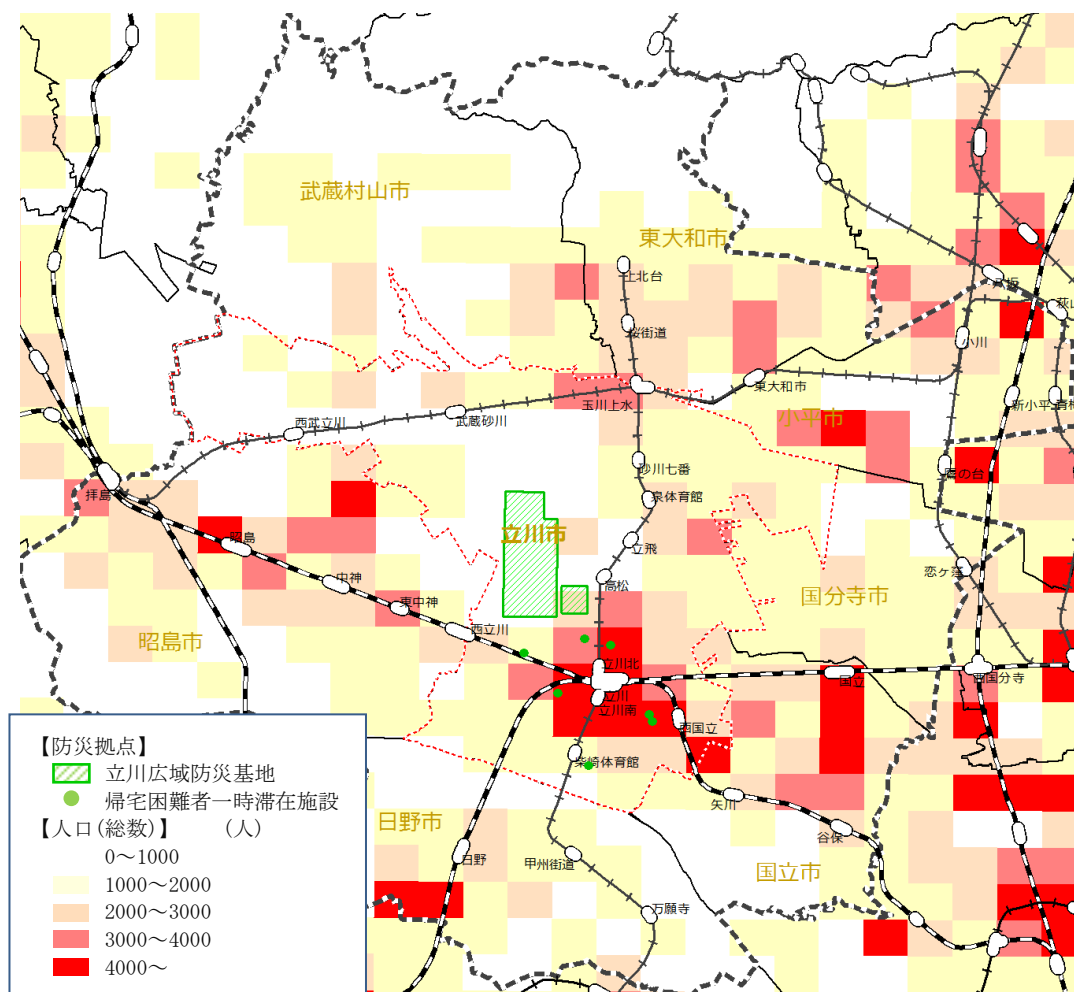 武蔵村山市
東大和市
上北台
八坂
萩山
桜街道
小川
東大和市
玉川上水
小平市
新小平
西武立川
武蔵砂川
砂川七番
鷹の台
拝島
泉体育館
立川市
昭島
立飛
恋ヶ窪
中神
高松
国分寺市
東中神
西立川
昭島市
立川北
国立
西国分寺
立川
立川南
西国立
柴崎体育館
矢川
日野市
谷保
日野
甲州街道
国立市
万願寺
【防災拠点】
立川広域防災基地
帰宅困難者一時滞在施設
【人口(総数)】 (人)
0～1000
1000～2000
2000～3000
3000～4000
4000～